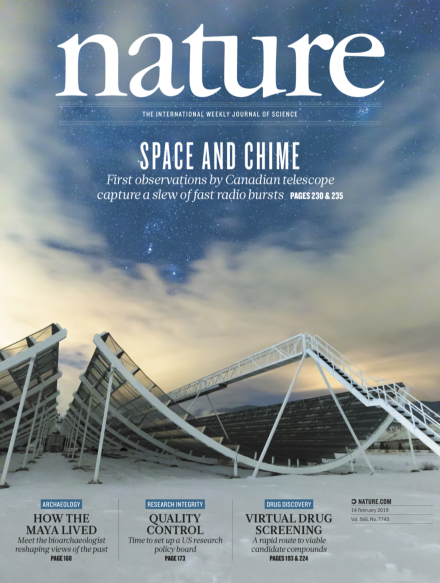 nature
THE INTERNATIONAL WEEKLY JOURNAL OF SCIENCE
SPACE AND CHIME
First observations by Canadian telescope
capture a slew of fast radio bursts PAGES 230 & 235
ARCHAEOLOGY
HOW THE
MAYA LIVED
Meet the bioarchaeologist
reshaping views of the past
PAGE 168
RESEARCH INTEGRITY
QUALITY
CONTROL
Time to set up a US research
policy board
PAGE 173
DRUG DISCOVERY
VIRTUAL DRUG
SCREENING
A rapid route to viable
candidate compounds
PAGES 193 & 224
NATURE.COM
14 February 2019
Vol. 566, No. 7743